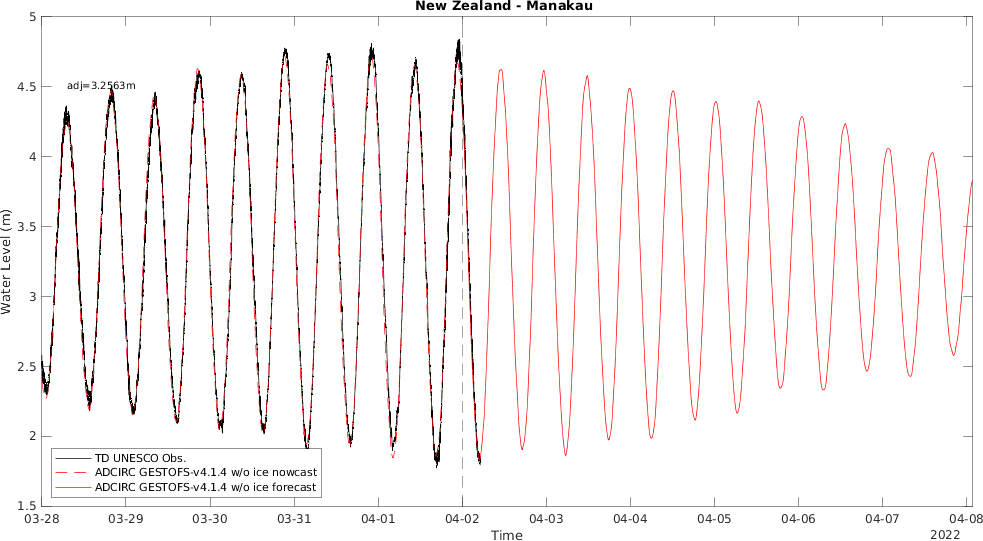 New Zealand - Manakau
5
4.5
4
3.5
3
2.5
2
1.5
Water Level (m)
adj=3.2563m
TD UNESCO Obs.
ADCIRC GESTOFS-v4.1.4 w/o ice nowcast
ADCIRC GESTOFS-v4.1.4 w/o ice forecast
03-28 03-29 03-30 03-31 04-01 04-02 04-03 04-04 04-05 04-06 04-07 04-08
Time
2022